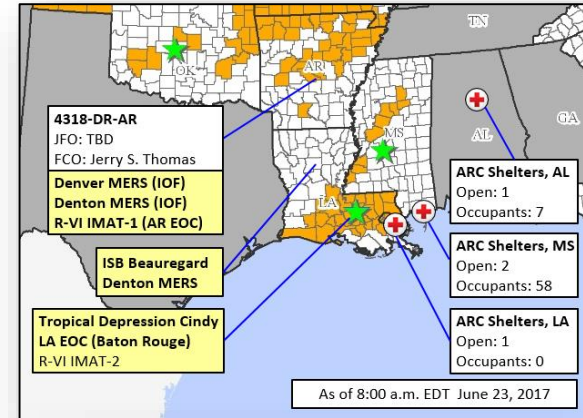 TN
OK
AR
MS
AL
GA
LA
4318-DR-AR
JFO: TBD
FCO: Jerry S. Thomas
Denver MERS (IOF)
Denton MERS (IOF)
R-VI IMAT-1 (AR EOC)
ISB Beauregard
Denton MERS
Tropical Depression Cindy
LA EOC (Baton Rouge)
R-VI IMAT-2
ARC Shelters, AL
Open: 1
Occupants: 7
ARC Shelters, MS
Open: 2
Occupants: 58
ARC Shelters, LA
Open: 1
Occupants: 0
As of 8:00 a.m. EDT June 23, 2017